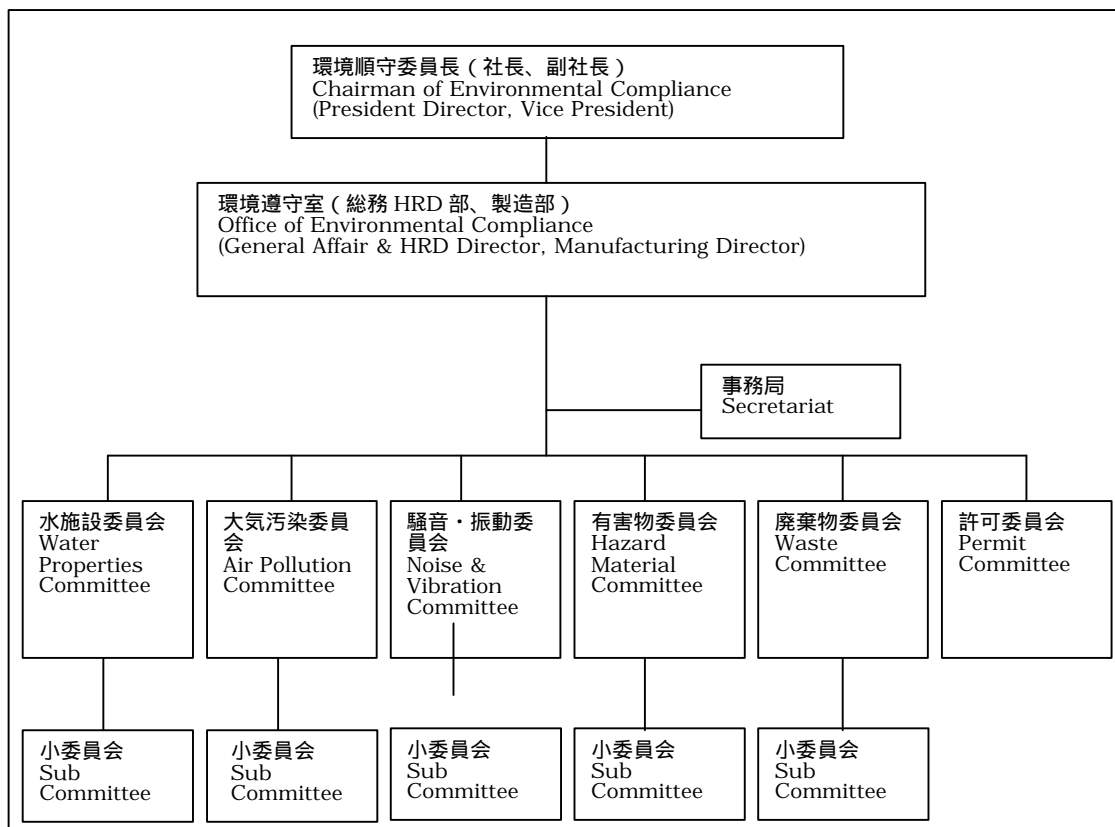 環境順守委員長（社長、副社長）
Chairman of Environmental Compliance
(President Director, Vice President)
環境遵守室（総務 HRD 部、製造部）
Office of Environmental Compliance
(General Affair & HRD Director, Manufacturing Director)
事務局
Secretariat
水施設委員会
Water
Properties
Committee
大気汚染委員
会
Air Pollution
Committee
騒音・振動委
員会
Noise &
Vibration
Committee
有害物委員会
Hazard
Material
Committee
廃棄物委員会
Waste
Committee
許可委員会
Permit
Committee
小委員会
Sub
Committee
小委員会
Sub
Committee
小委員会
Sub
Committee
小委員会
Sub
Committee
小委員会
Sub
Committee